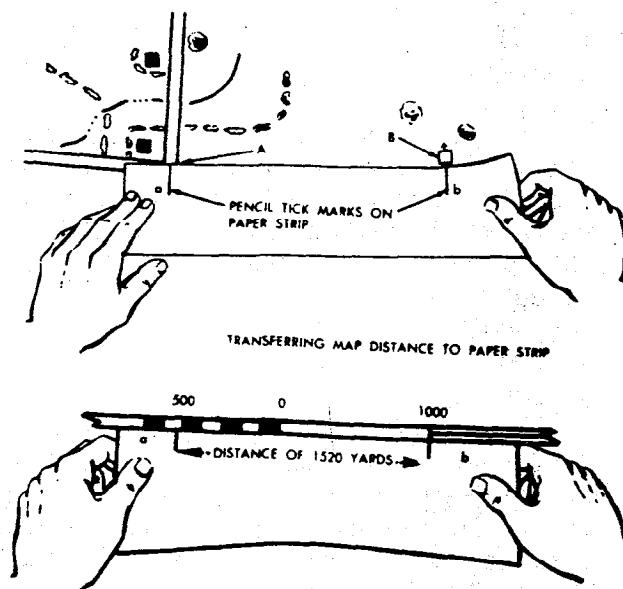 b
A
B
a
b
PENCIL TICK MARKS ON
PAPER STRIP
TRANSFERRING MAP DISTANCE TO PAPER STRIP
500
0
1000
a
DISTANCE OF 1520 YARDS
b